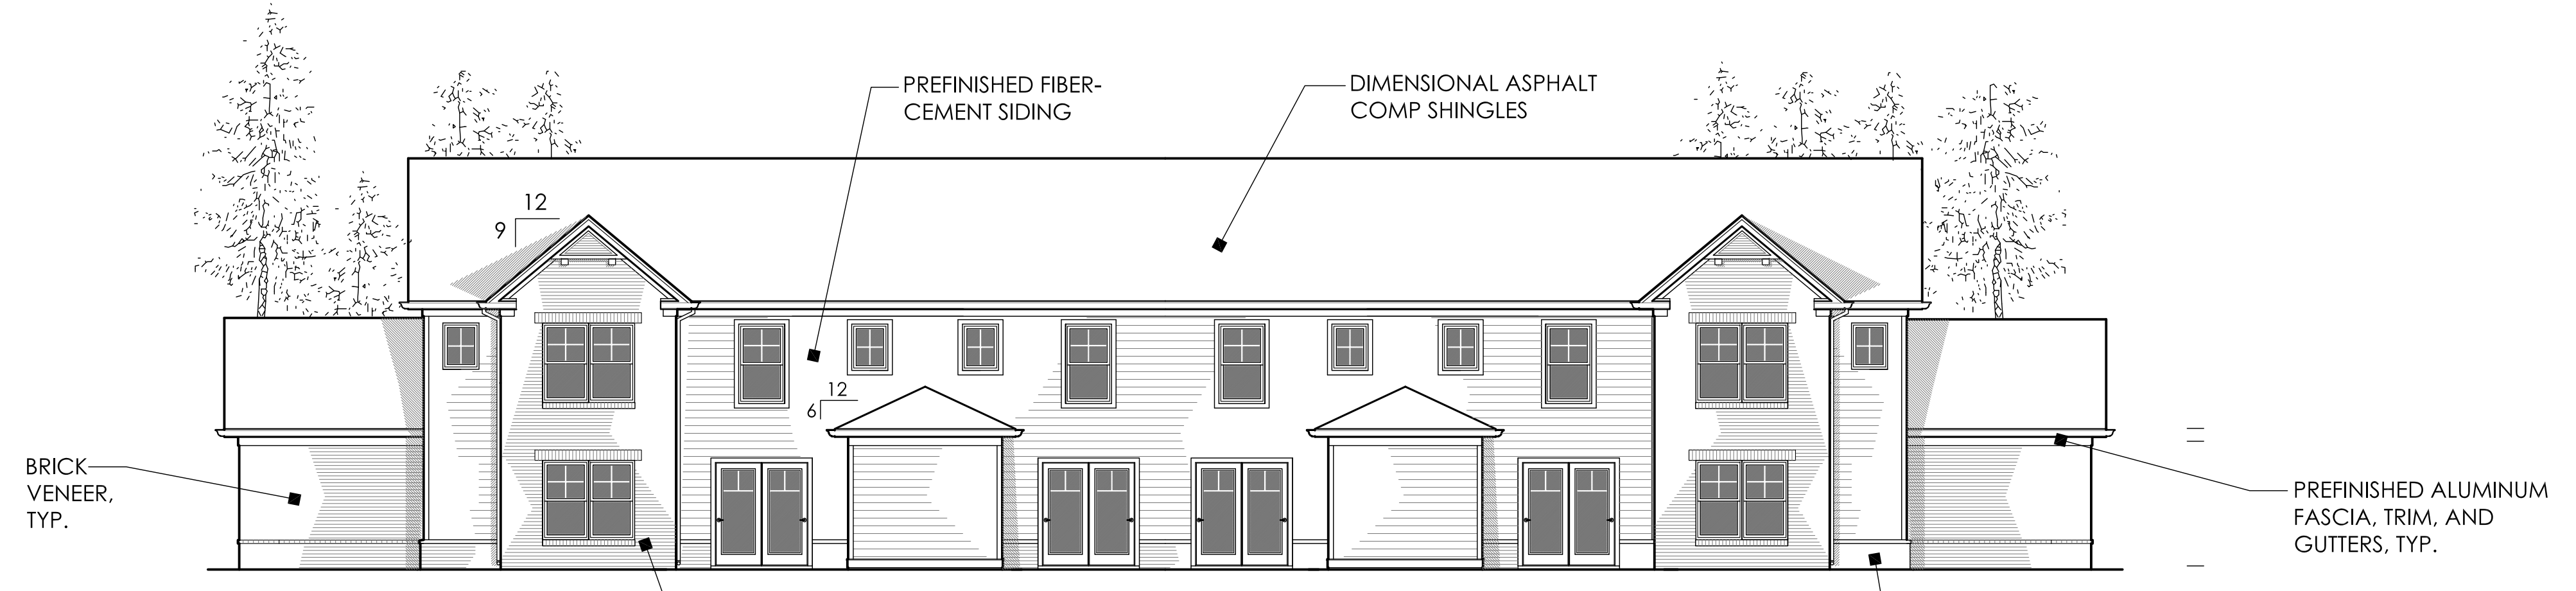 PREFINISHED FIBER-
CEMENT SIDING
DIMENSIONAL ASPHALT
COMP SHINGLES
12
9
12
6
BRICK
VENEER,
TYP.
PREFINISHED ALUMINUM
FASCIA, TRIM, AND
GUTTERS, TYP.